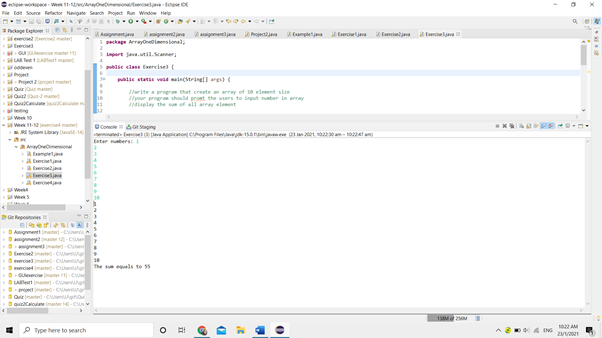 eclipse-workspace - Week 11-12/src/ArrayOneDimensional/Exercise3.java - Eclipse IDE
File Edit Source Refactor Navigate Search Project Run Window Help
Package Explorer
exercise2 [Exercise2 master]
Exercise3
GUI [GUIexercise master 11]
LAB Test 1 [LABTest1 master]
oddeven
Project
Project 2 [project master]
Quiz [Quiz master]
Quiz2 [Quiz-2 master]
Quiz2Calculate [quiz2Calculate
testing
Week 10
Week 11-12 [exercise4 master]
JRE System Library [JavaSE-14]
src
ArrayOneDimensional
Example1.java
Exercise1.java
Exercise2.java
Exercise3.java
Exercise4.java
Week4
Week 5
Git Repositories
Assignment1 [master] - C:\Users\
assignment2 [master 12] - C:\Users
assignment3 [master] - C:\Users
Exercise2 [master] - C:\Users\
exercise3 [master] - C:\Users\
exercise4 [master] - C:\Users\
GUIexercise [master 11] - C:\
LABTest1 [master] - C:\Users\
project [master] - C:\Users\
Quiz [master] - C:\Users\
quiz2Calculate [master 14] - C:\Us
Assignment.java assignment2.java assignment3.java Project2.java Example1.java Exercise1.java Exercise2.java Exercise3.java
1 package ArrayOneDimensional;
2
3 import java.util.Scanner;
4
5 public class Exercise3 {
6
7 public static void main(String[] args) {
8
9 //write a program that create an array of 10 element size
10 //your program should promt the users to input number in array
11 //display the sum of all array element
12
Console Git Staging
<terminated> Exercise3 (3) [Java Application] C:\Program Files\Java\jdk-15.0.1\bin\javaw.exe (23 Jan 2021, 10:22:30 am – 10:22:47 am)
Enter numbers: 1
2
3
4
5
6
7
8
9
10
1
2
3
4
5
6
7
8
9
10
The sum equals to 55
138M of 256M
Type here to search
ENG
10:22 AM
23/1/2021